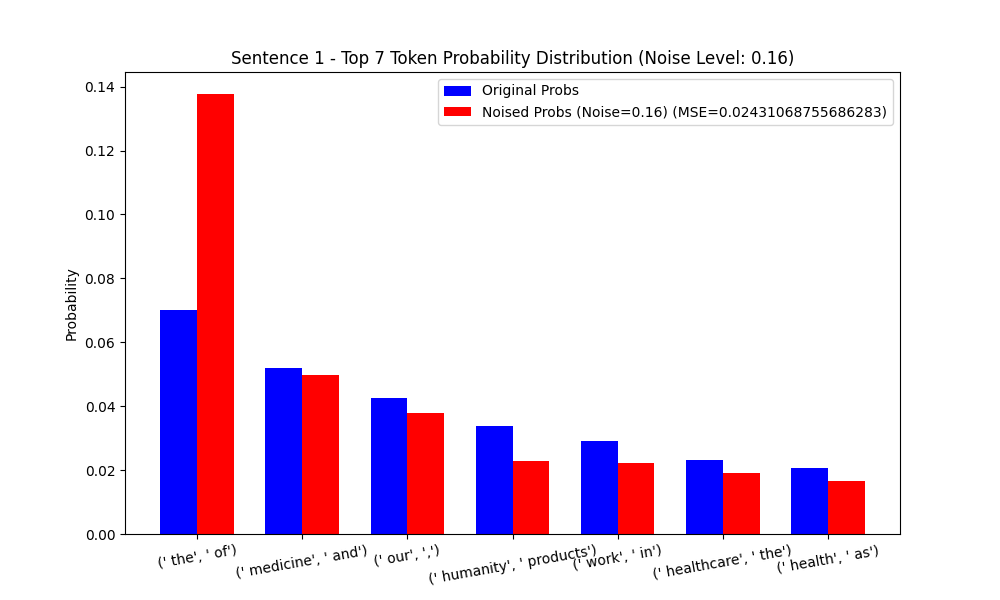 Sentence 1 - Top 7 Token Probability Distribution (Noise Level: 0.16)
Original Probs
Noised Probs (Noise=0.16) (MSE=0.02431068755686283)
Probability
0.14
0.12
0.10
0.08
0.06
0.04
0.02
0.00
(' the', ' of')
(' medicine', ' and')
(' our', ',')
(' humanity', ' products')
(' work', ' in')
(' healthcare', ' the')
(' health', ' as')